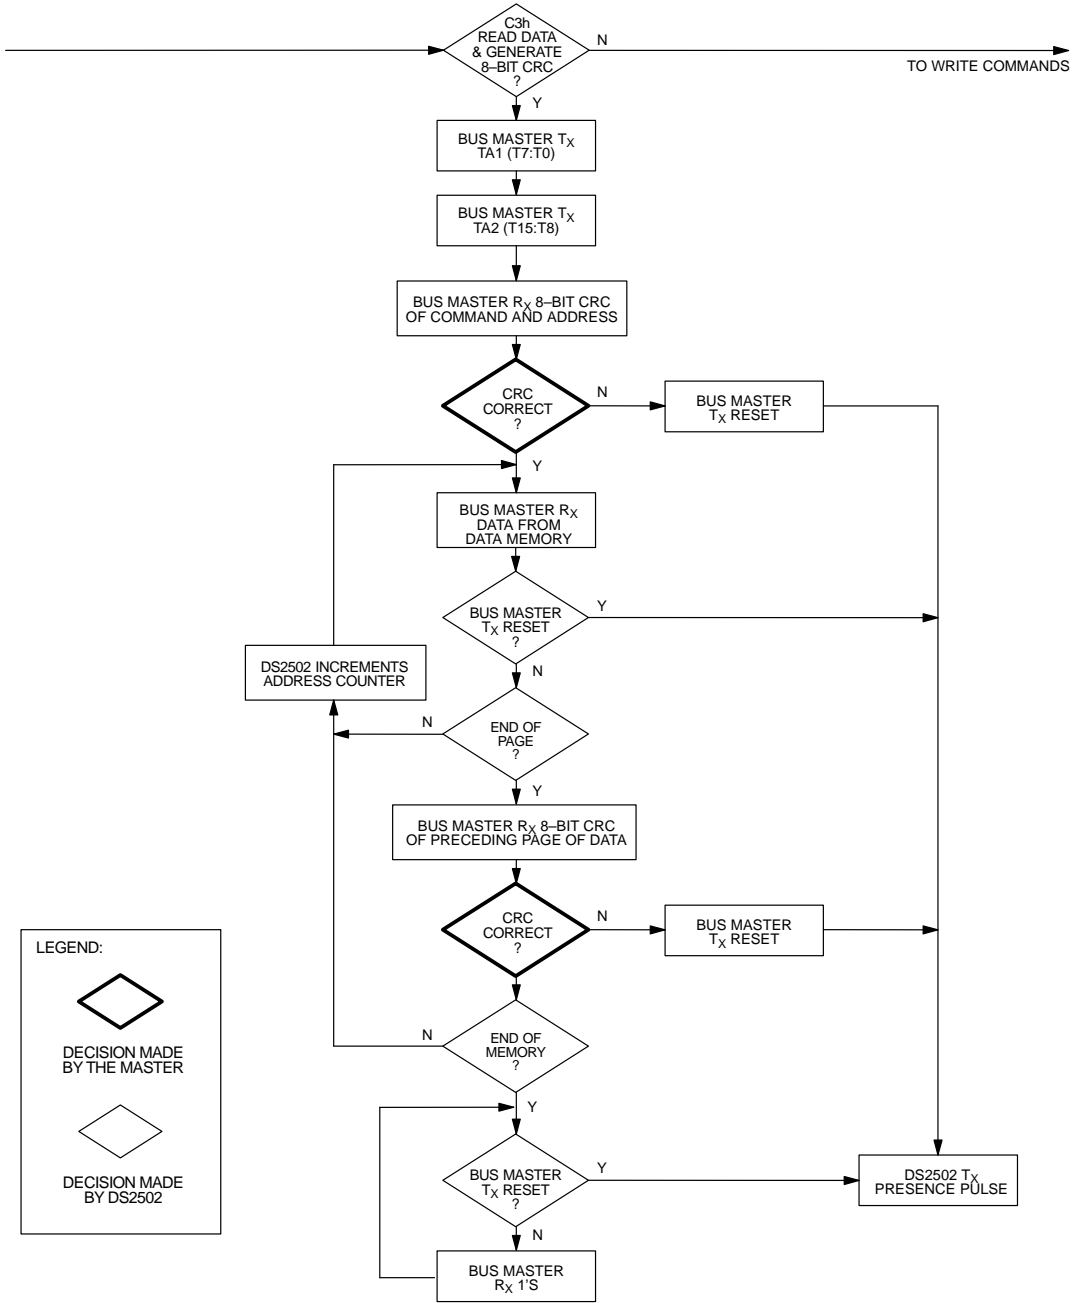 C3h
READ DATA
& GENERATE
8–BIT CRC
?
N
TO WRITE COMMANDS
Y
BUS MASTER TX
TA1 (T7:T0)
BUS MASTER TX
TA2 (T15:T8)
BUS MASTER RX 8–BIT CRC
OF COMMAND AND ADDRESS
CRC
CORRECT
?
N
BUS MASTER
TX RESET
Y
BUS MASTER RX
DATA FROM
DATA MEMORY
BUS MASTER
TX RESET
?
Y
N
DS2502 INCREMENTS
ADDRESS COUNTER
END OF
PAGE
?
N
Y
BUS MASTER RX 8–BIT CRC
OF PRECEDING PAGE OF DATA
CRC
CORRECT
?
N
BUS MASTER
TX RESET
END OF
MEMORY
?
N
Y
BUS MASTER
TX RESET
?
Y
DS2502 TX
PRESENCE PULSE
N
BUS MASTER
RX 1'S
LEGEND:
DECISION MADE
BY THE MASTER
DECISION MADE
BY DS2502